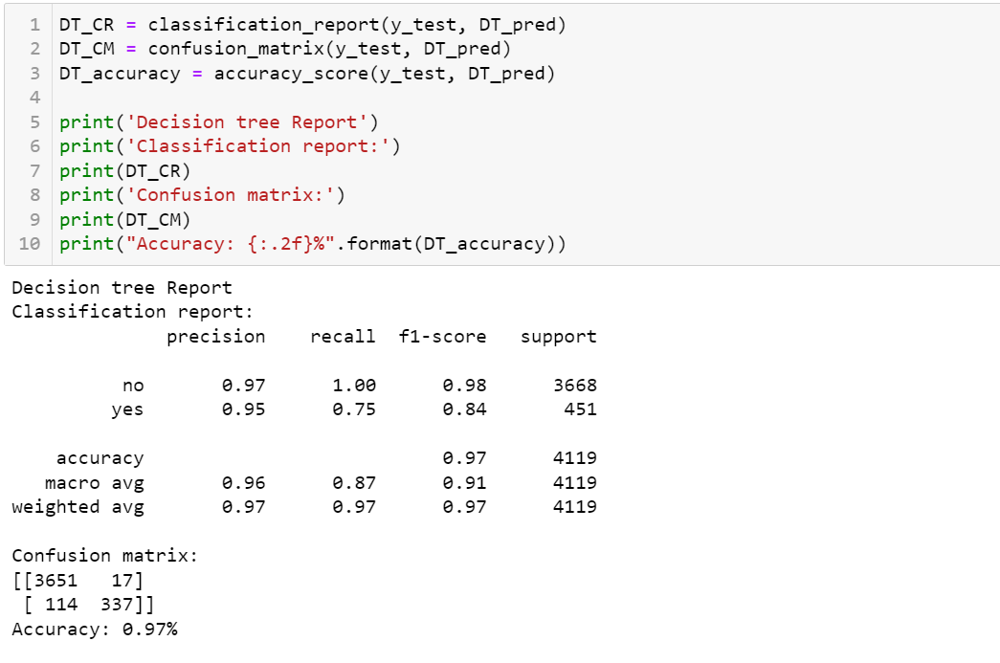 1 DT_CR = classification_report(y_test, DT_pred)
2 DT_CM = confusion_matrix(y_test, DT_pred)
3 DT_accuracy = accuracy_score(y_test, DT_pred)
4
5 print('Decision tree Report')
6 print('Classification report:')
7 print(DT_CR)
8 print('Confusion matrix:')
9 print(DT_CM)
10 print("Accuracy: {:.2f}%".format(DT_accuracy))
Decision tree Report
Classification report:
              precision    recall  f1-score   support
          no       0.97      1.00      0.98      3668
         yes       0.95      0.75      0.84       451
    accuracy                           0.97      4119
   macro avg       0.96      0.87      0.91      4119
weighted avg       0.97      0.97      0.97      4119
Confusion matrix:
[[3651   17]
 [ 114  337]]
Accuracy: 0.97%